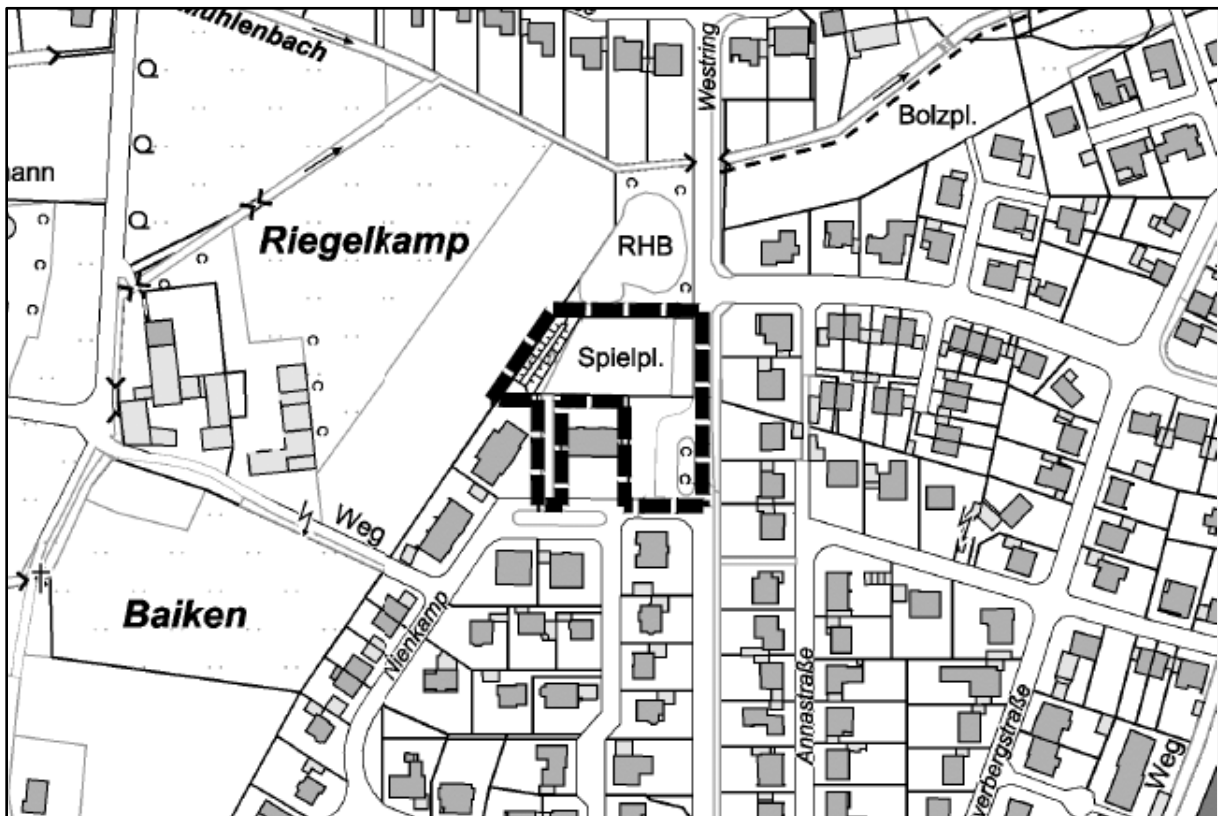 Mühlenbach
Westring
Bolzpl.
Riegelkamp
RHB
Spielpl.
Weg
Baiken
Nienkamp
Annastraße
Weg